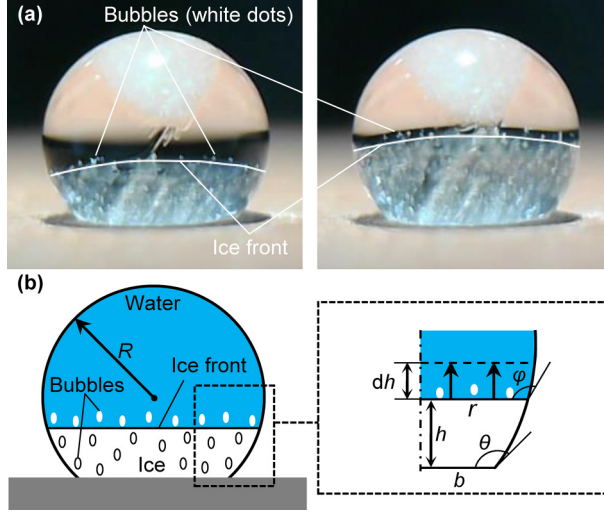 (a)
Bubbles (white dots)
Ice front
(b)
Water
R
Ice front
Bubbles
Ice
dh
φ
r
h
θ
b